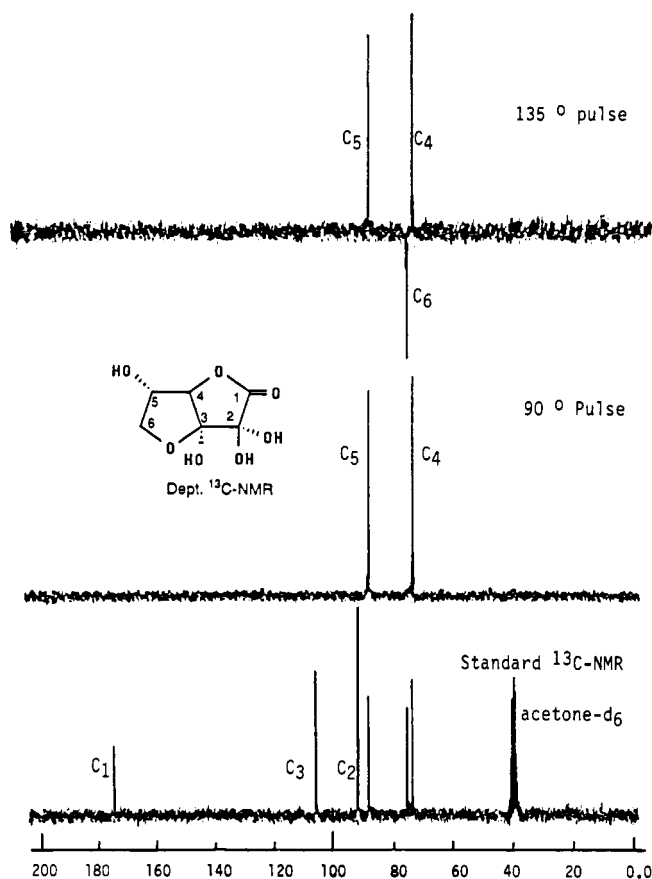 135 º pulse
C5
C4
C6
HO
O
1
O
5
4
3
2
6
O
HO
OH
OH
Dept. ¹³C-NMR
90 º Pulse
C5
C4
Standard ¹³C-NMR
acetone-d6
C1
C3
C2
200 180 160 140 120 100 80 60 40 20 0.0